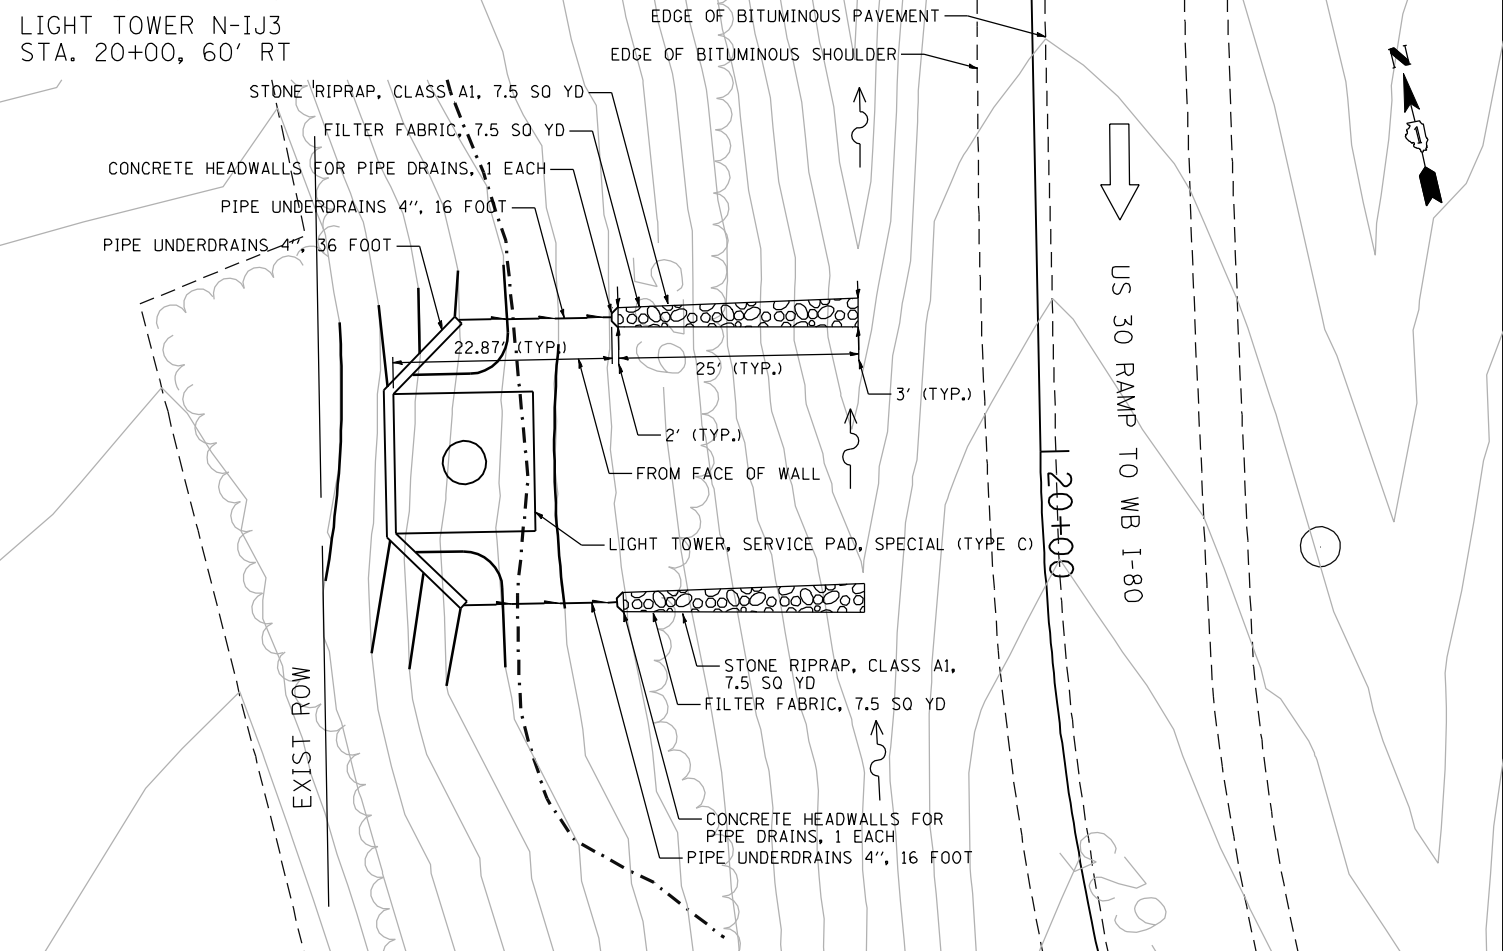 LIGHT TOWER N-IJ3
STA. 20+00, 60' RT
EDGE OF BITUMINOUS PAVEMENT
EDGE OF BITUMINOUS SHOULDER
STONE RIPRAP, CLASS A1, 7.5 SQ YD
FILTER FABRIC, 7.5 SQ YD
CONCRETE HEADWALLS FOR PIPE DRAINS, 1 EACH
PIPE UNDERDRAINS 4", 16 FOOT
PIPE UNDERDRAINS 4", 36 FOOT
N
1
695
22.87' (TYP.)
25' (TYP.)
3' (TYP.)
2' (TYP.)
FROM FACE OF WALL
LIGHT TOWER, SERVICE PAD, SPECIAL (TYPE C)
US 30 RAMP TO WB I-80
20+00
EXIST ROW
STONE RIPRAP, CLASS A1,
7.5 SQ YD
FILTER FABRIC, 7.5 SQ YD
CONCRETE HEADWALLS FOR
PIPE DRAINS, 1 EACH
PIPE UNDERDRAINS 4", 16 FOOT